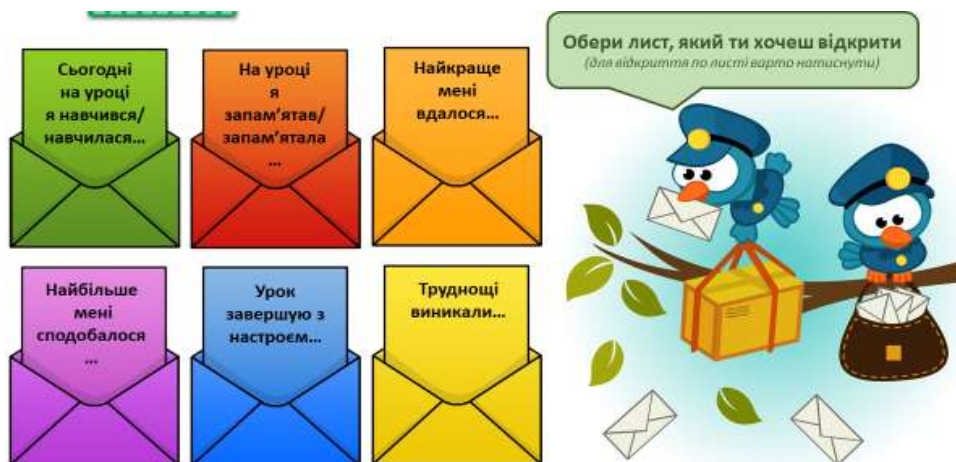 Сьогодні
на уроці
я навчився/
навчилася…
На уроці
я
запам’ятав/
запам’ятала
…
Найкраще
мені
вдалося…
Обери лист, який ти хочеш відкрити
(для відкриття по листі варто натиснути)
Найбільше
мені
сподобалося
…
Урок
завершую з
настроєм…
Труднощі
виникали…